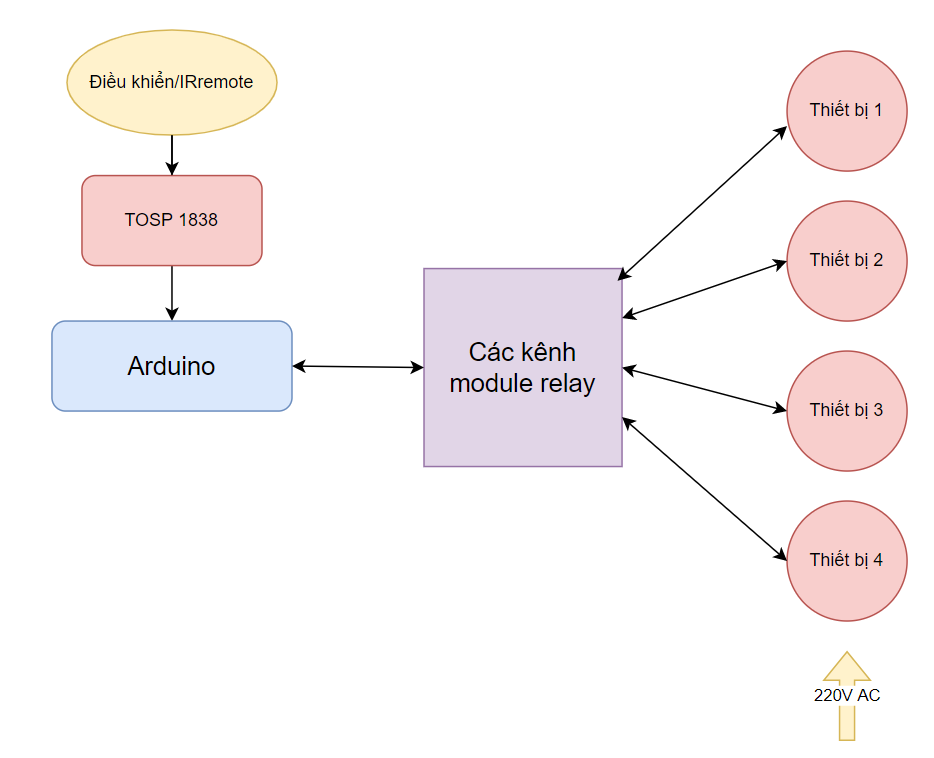 Điều khiển/IRremote
TOSP 1838
Arduino
Các kênh
module relay
Thiết bị 1
Thiết bị 2
Thiết bị 3
Thiết bị 4
220V AC